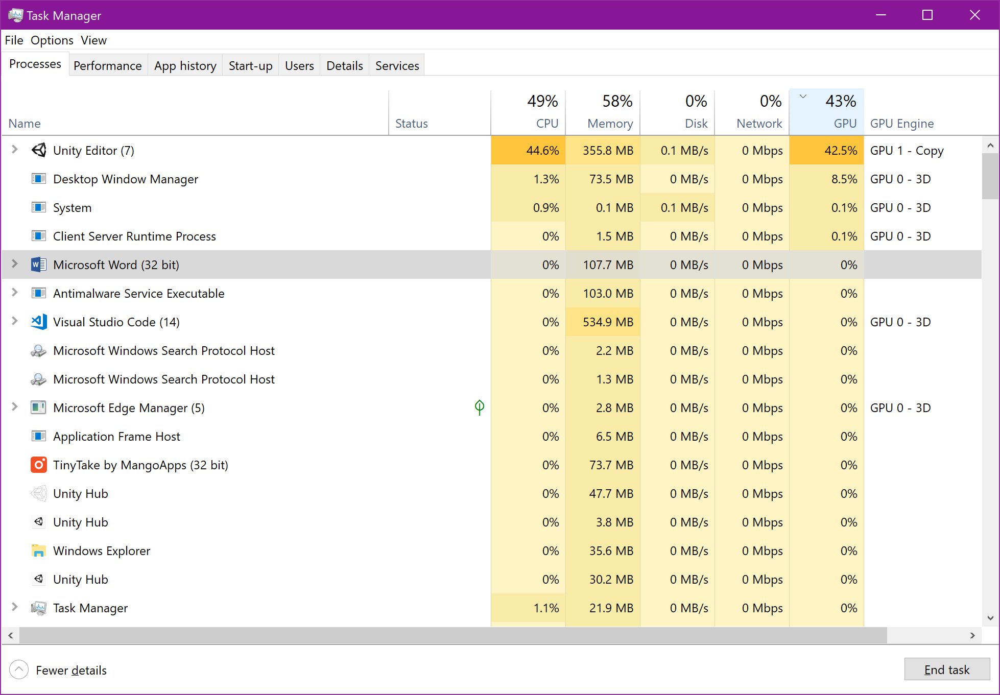 Task Manager
File Options View
Processes Performance App history Start-up Users Details Services
49% 58% 0% 0% 43%
Name Status CPU Memory Disk Network GPU GPU Engine
Unity Editor (7) 44.6% 355.8 MB 0.1 MB/s 0 Mbps 42.5% GPU 1 - Copy
Desktop Window Manager 1.3% 73.5 MB 0 MB/s 0 Mbps 8.5% GPU 0 - 3D
System 0.9% 0.1 MB 0.1 MB/s 0 Mbps 0.1% GPU 0 - 3D
Client Server Runtime Process 0% 1.5 MB 0 MB/s 0 Mbps 0.1% GPU 0 - 3D
Microsoft Word (32 bit) 0% 107.7 MB 0 MB/s 0 Mbps 0%
Antimalware Service Executable 0% 103.0 MB 0 MB/s 0 Mbps 0%
Visual Studio Code (14) 0% 534.9 MB 0 MB/s 0 Mbps 0% GPU 0 - 3D
Microsoft Windows Search Protocol Host 0% 2.2 MB 0 MB/s 0 Mbps 0%
Microsoft Windows Search Protocol Host 0% 1.3 MB 0 MB/s 0 Mbps 0%
Microsoft Edge Manager (5) 0% 2.8 MB 0 MB/s 0 Mbps 0% GPU 0 - 3D
Application Frame Host 0% 6.5 MB 0 MB/s 0 Mbps 0%
TinyTake by MangoApps (32 bit) 0% 73.7 MB 0 MB/s 0 Mbps 0%
Unity Hub 0% 47.7 MB 0 MB/s 0 Mbps 0%
Unity Hub 0% 3.8 MB 0 MB/s 0 Mbps 0%
Windows Explorer 0% 35.6 MB 0 MB/s 0 Mbps 0%
Unity Hub 0% 30.2 MB 0 MB/s 0 Mbps 0%
Task Manager 1.1% 21.9 MB 0 MB/s 0 Mbps 0%
Fewer details End task